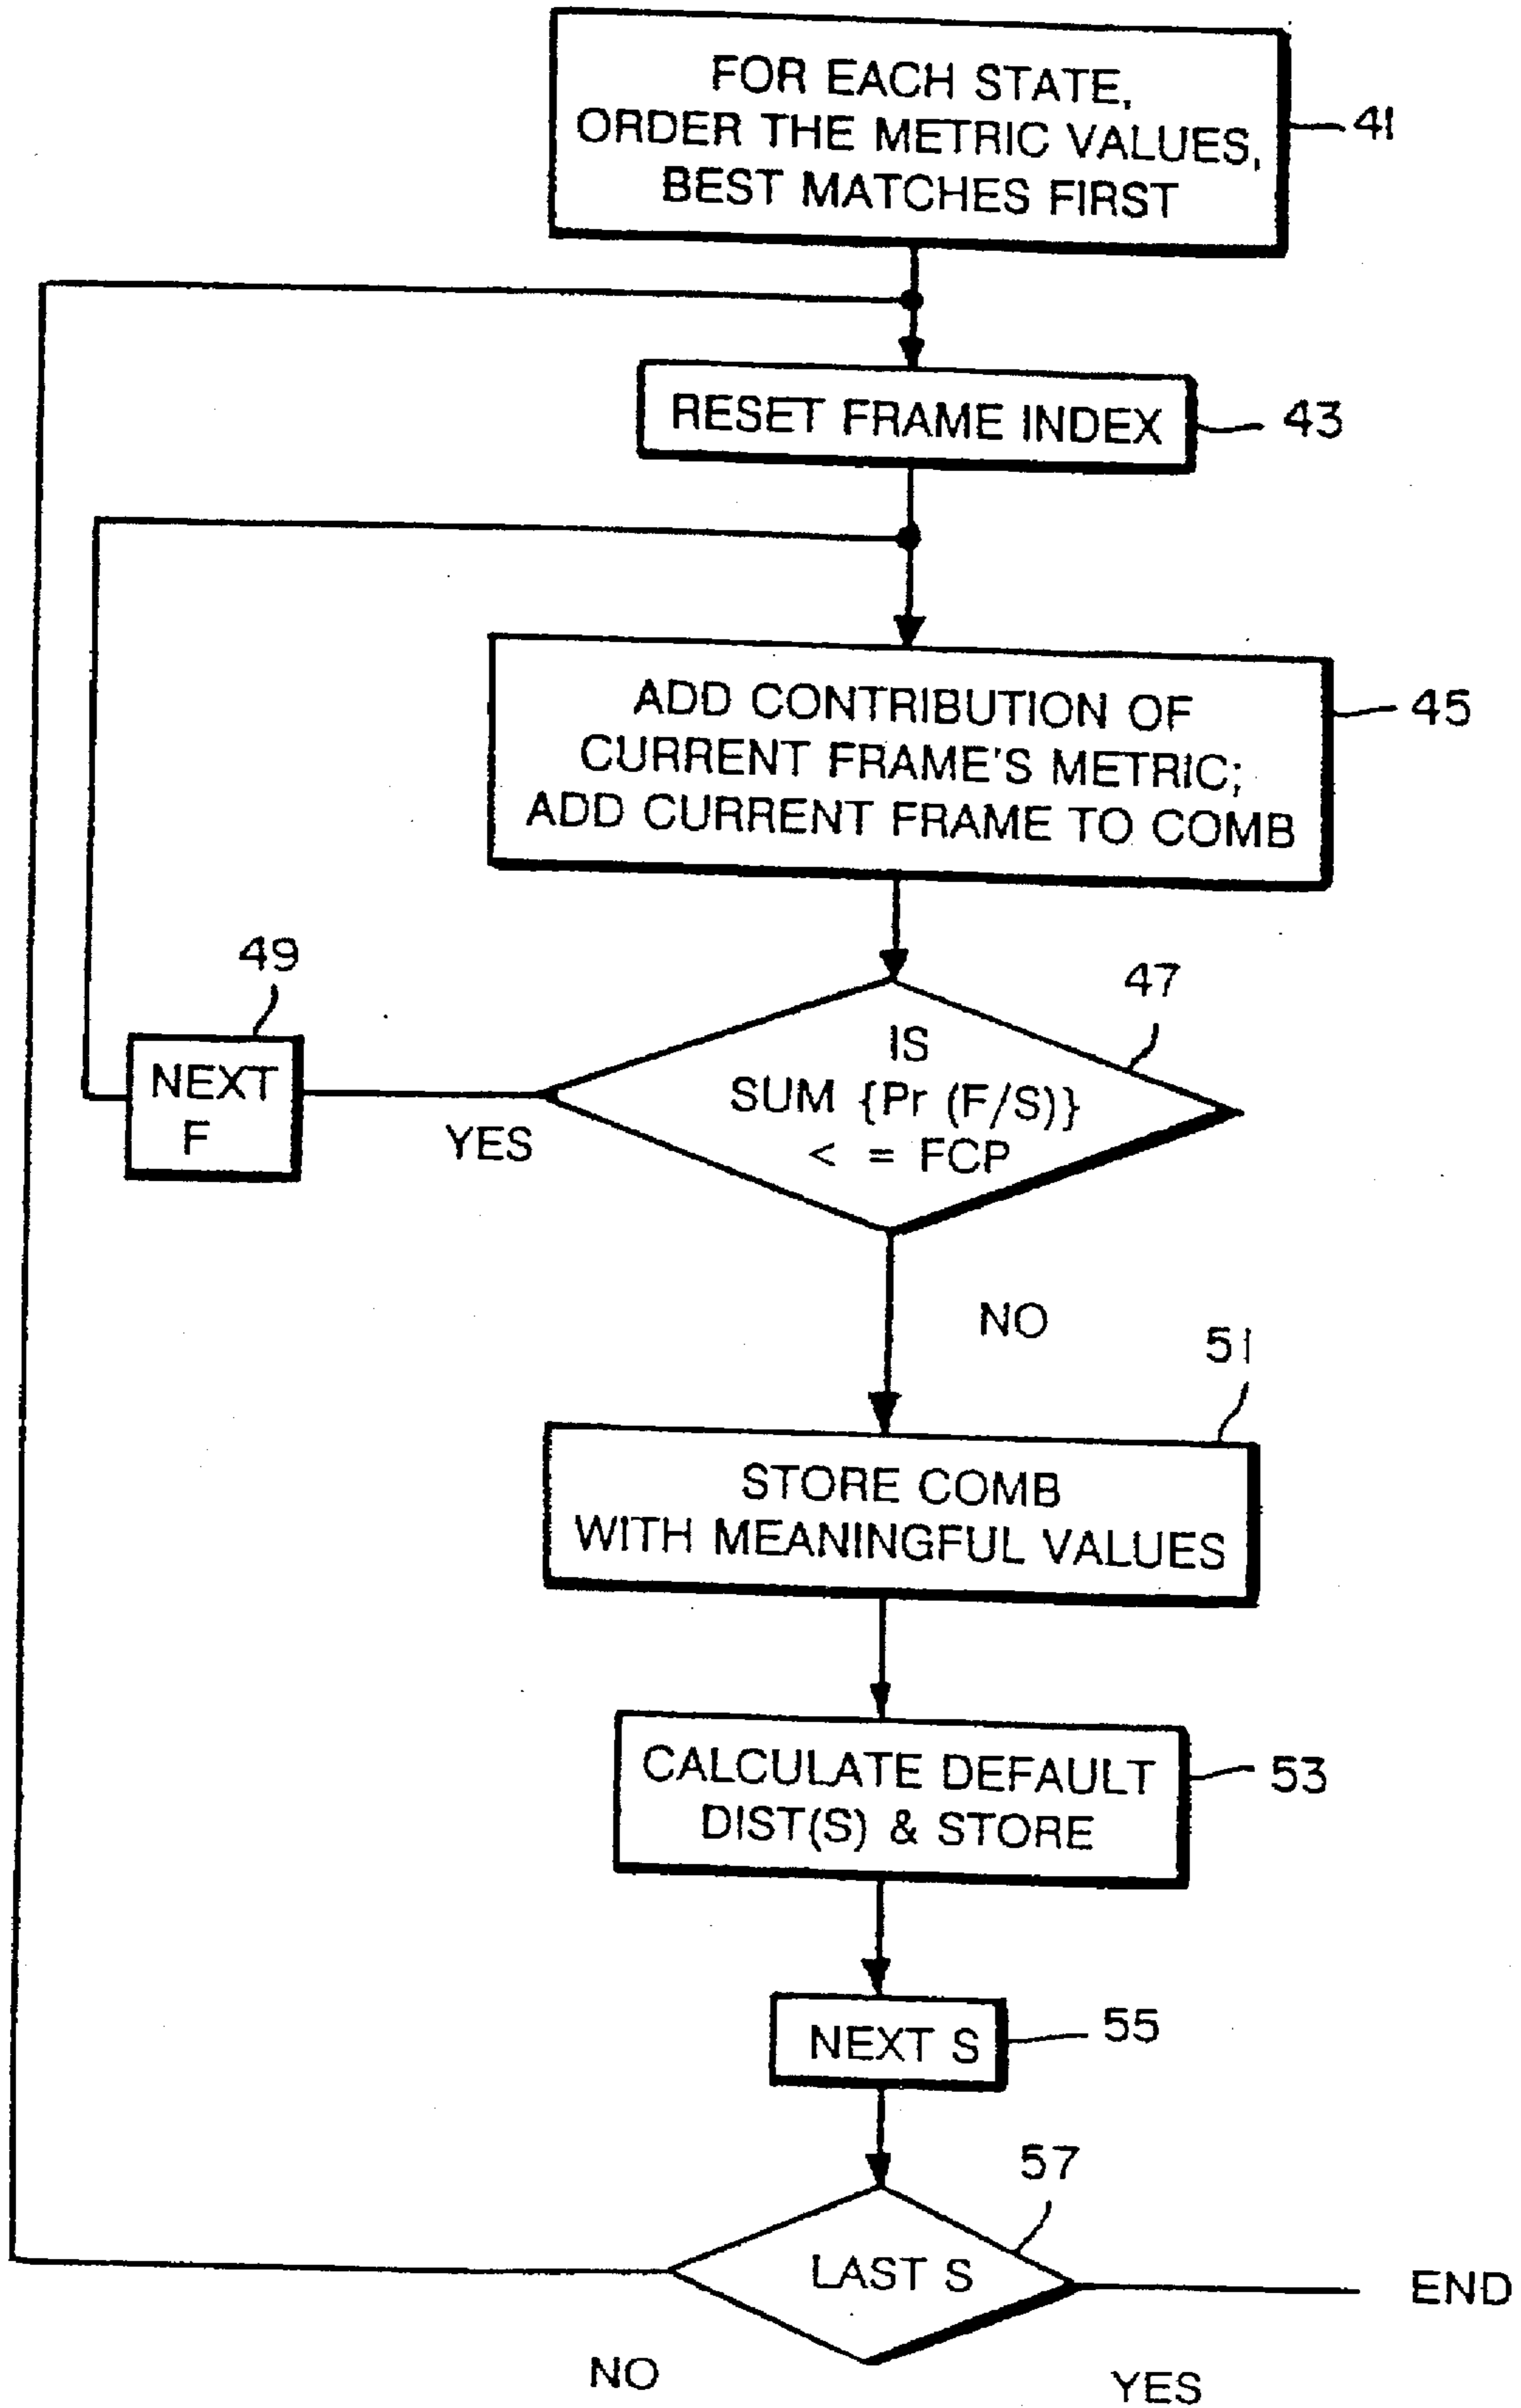 FOR EACH STATE,
ORDER THE METRIC VALUES,
BEST MATCHES FIRST
41
RESET FRAME INDEX
43
ADD CONTRIBUTION OF
CURRENT FRAME'S METRIC;
ADD CURRENT FRAME TO COMB
45
49
NEXT
F
YES
47
IS
SUM {Pr (F/S)}
< = FCP
NO
51
STORE COMB
WITH MEANINGFUL VALUES
CALCULATE DEFAULT
DIST(S) & STORE
53
NEXT S
55
57
LAST S
END
NO
YES